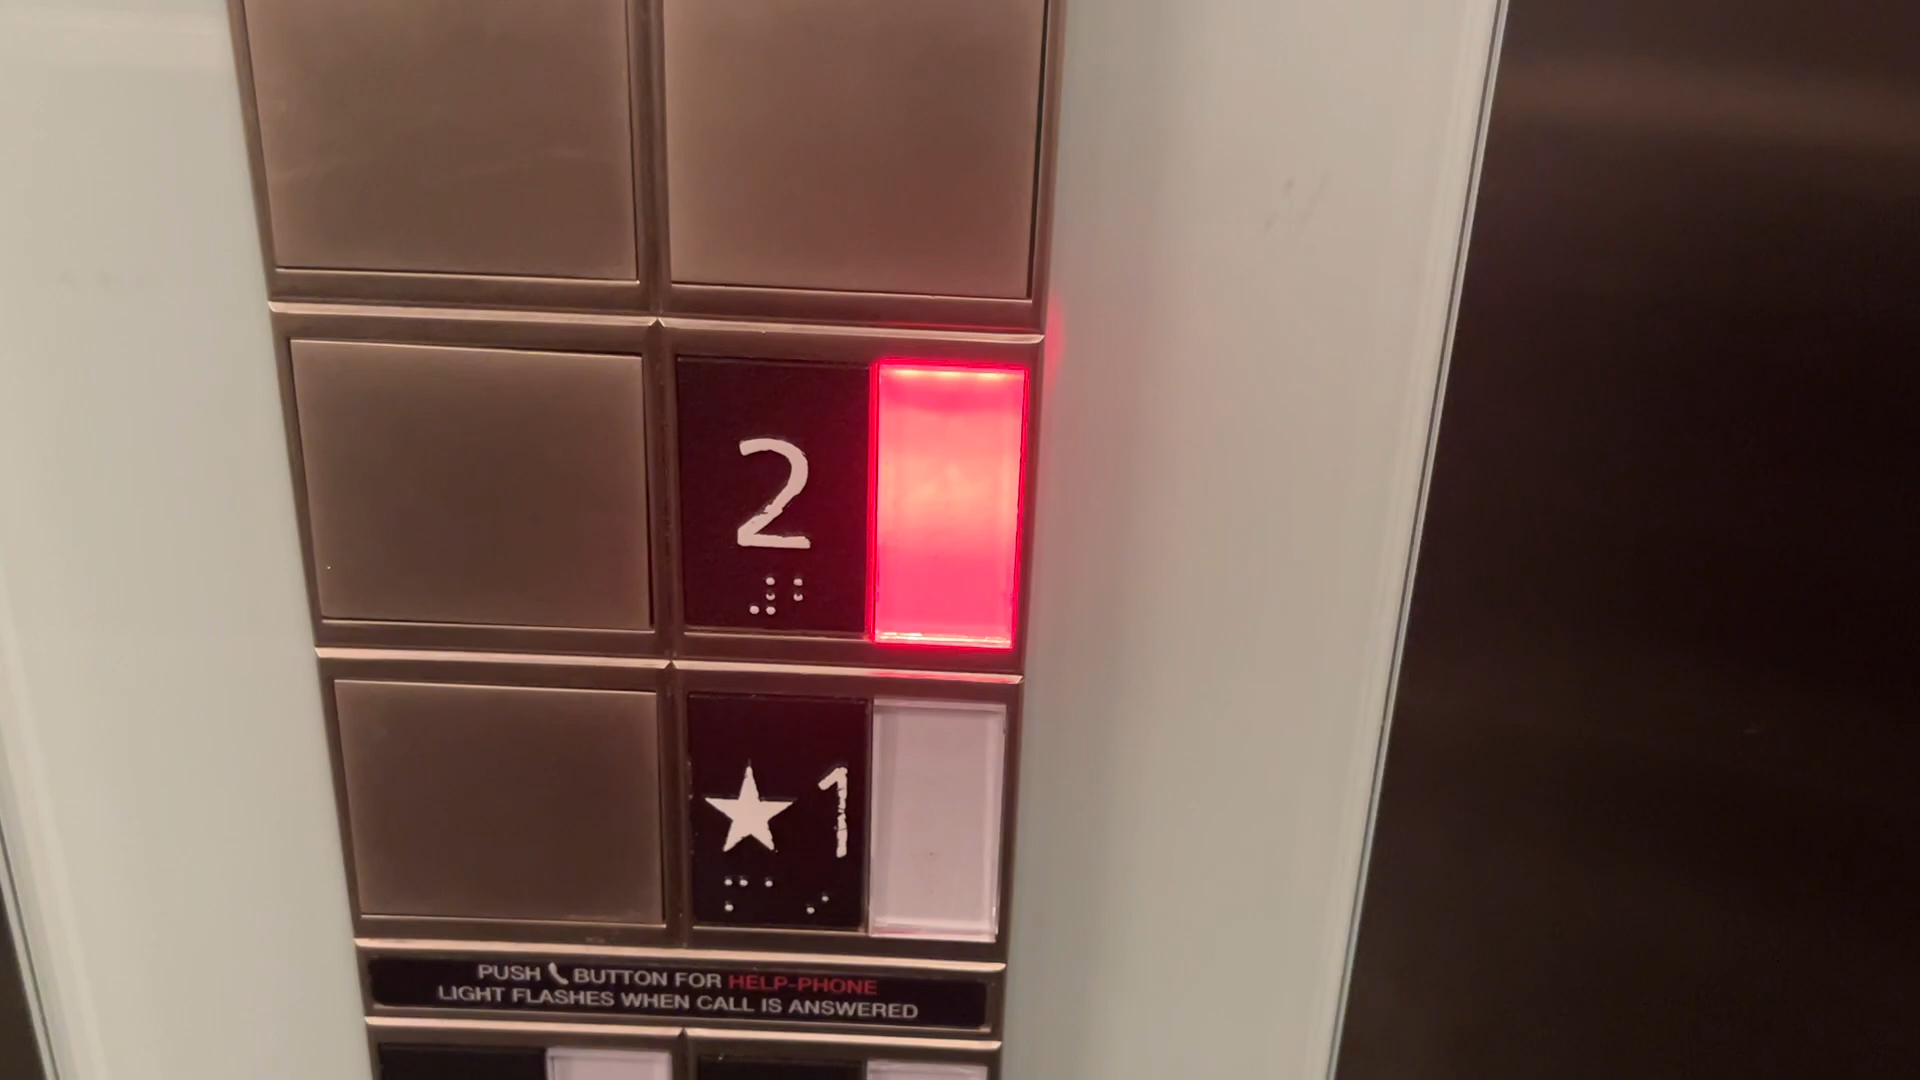 2
★ 1
PUSH BUTTON FOR HELP-PHONE
LIGHT FLASHES WHEN CALL IS ANSWERED